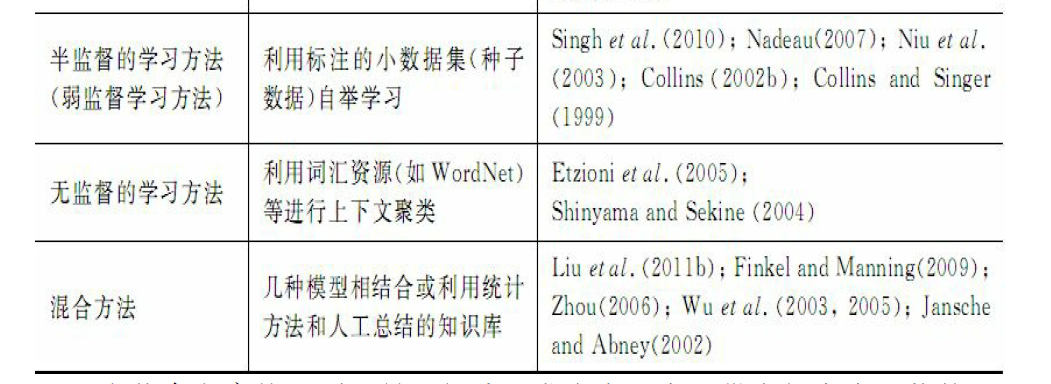 半监督的学习方法
(弱监督学习方法)
利用标注的小数据集(种子
数据)自举学习
Singh et al. (2010); Nadeau(2007); Niu et al.
(2003); Collins (2002b); Collins and Singer
(1999)
无监督的学习方法
利用词汇资源(如 WordNet)
等进行上下文聚类
Etzioni et al. (2005);
Shinyama and Sekine (2004)
混合方法
几种模型相结合或利用统计
方法和人工总结的知识库
Liu et al. (2011b); Finkel and Manning(2009);
Zhou(2006); Wu et al. (2003, 2005); Jansche
and Abney(2002)